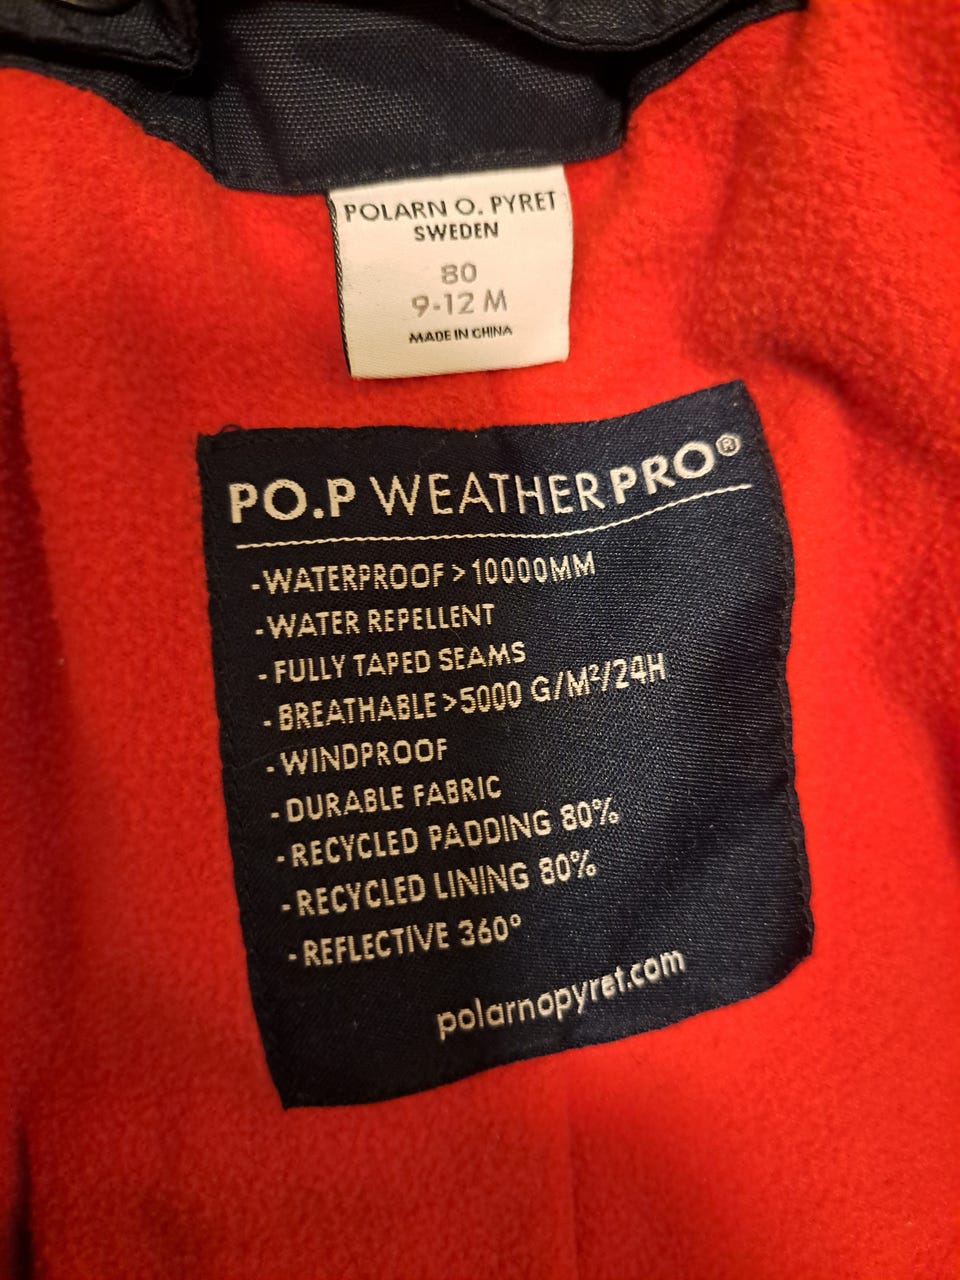 POLARN O. PYRET
SWEDEN
80
9-12 M
MADE IN CHINA
PO.P WEATHERPRO®
-WATERPROOF >10000MM
-WATER REPELLENT
-FULLY TAPED SEAMS
-BREATHABLE >5000 G/M²/24H
-WINDPROOF
-DURABLE FABRIC
-RECYCLED PADDING 80%
-RECYCLED LINING 80%
-REFLECTIVE 360°
polarnopyret.com